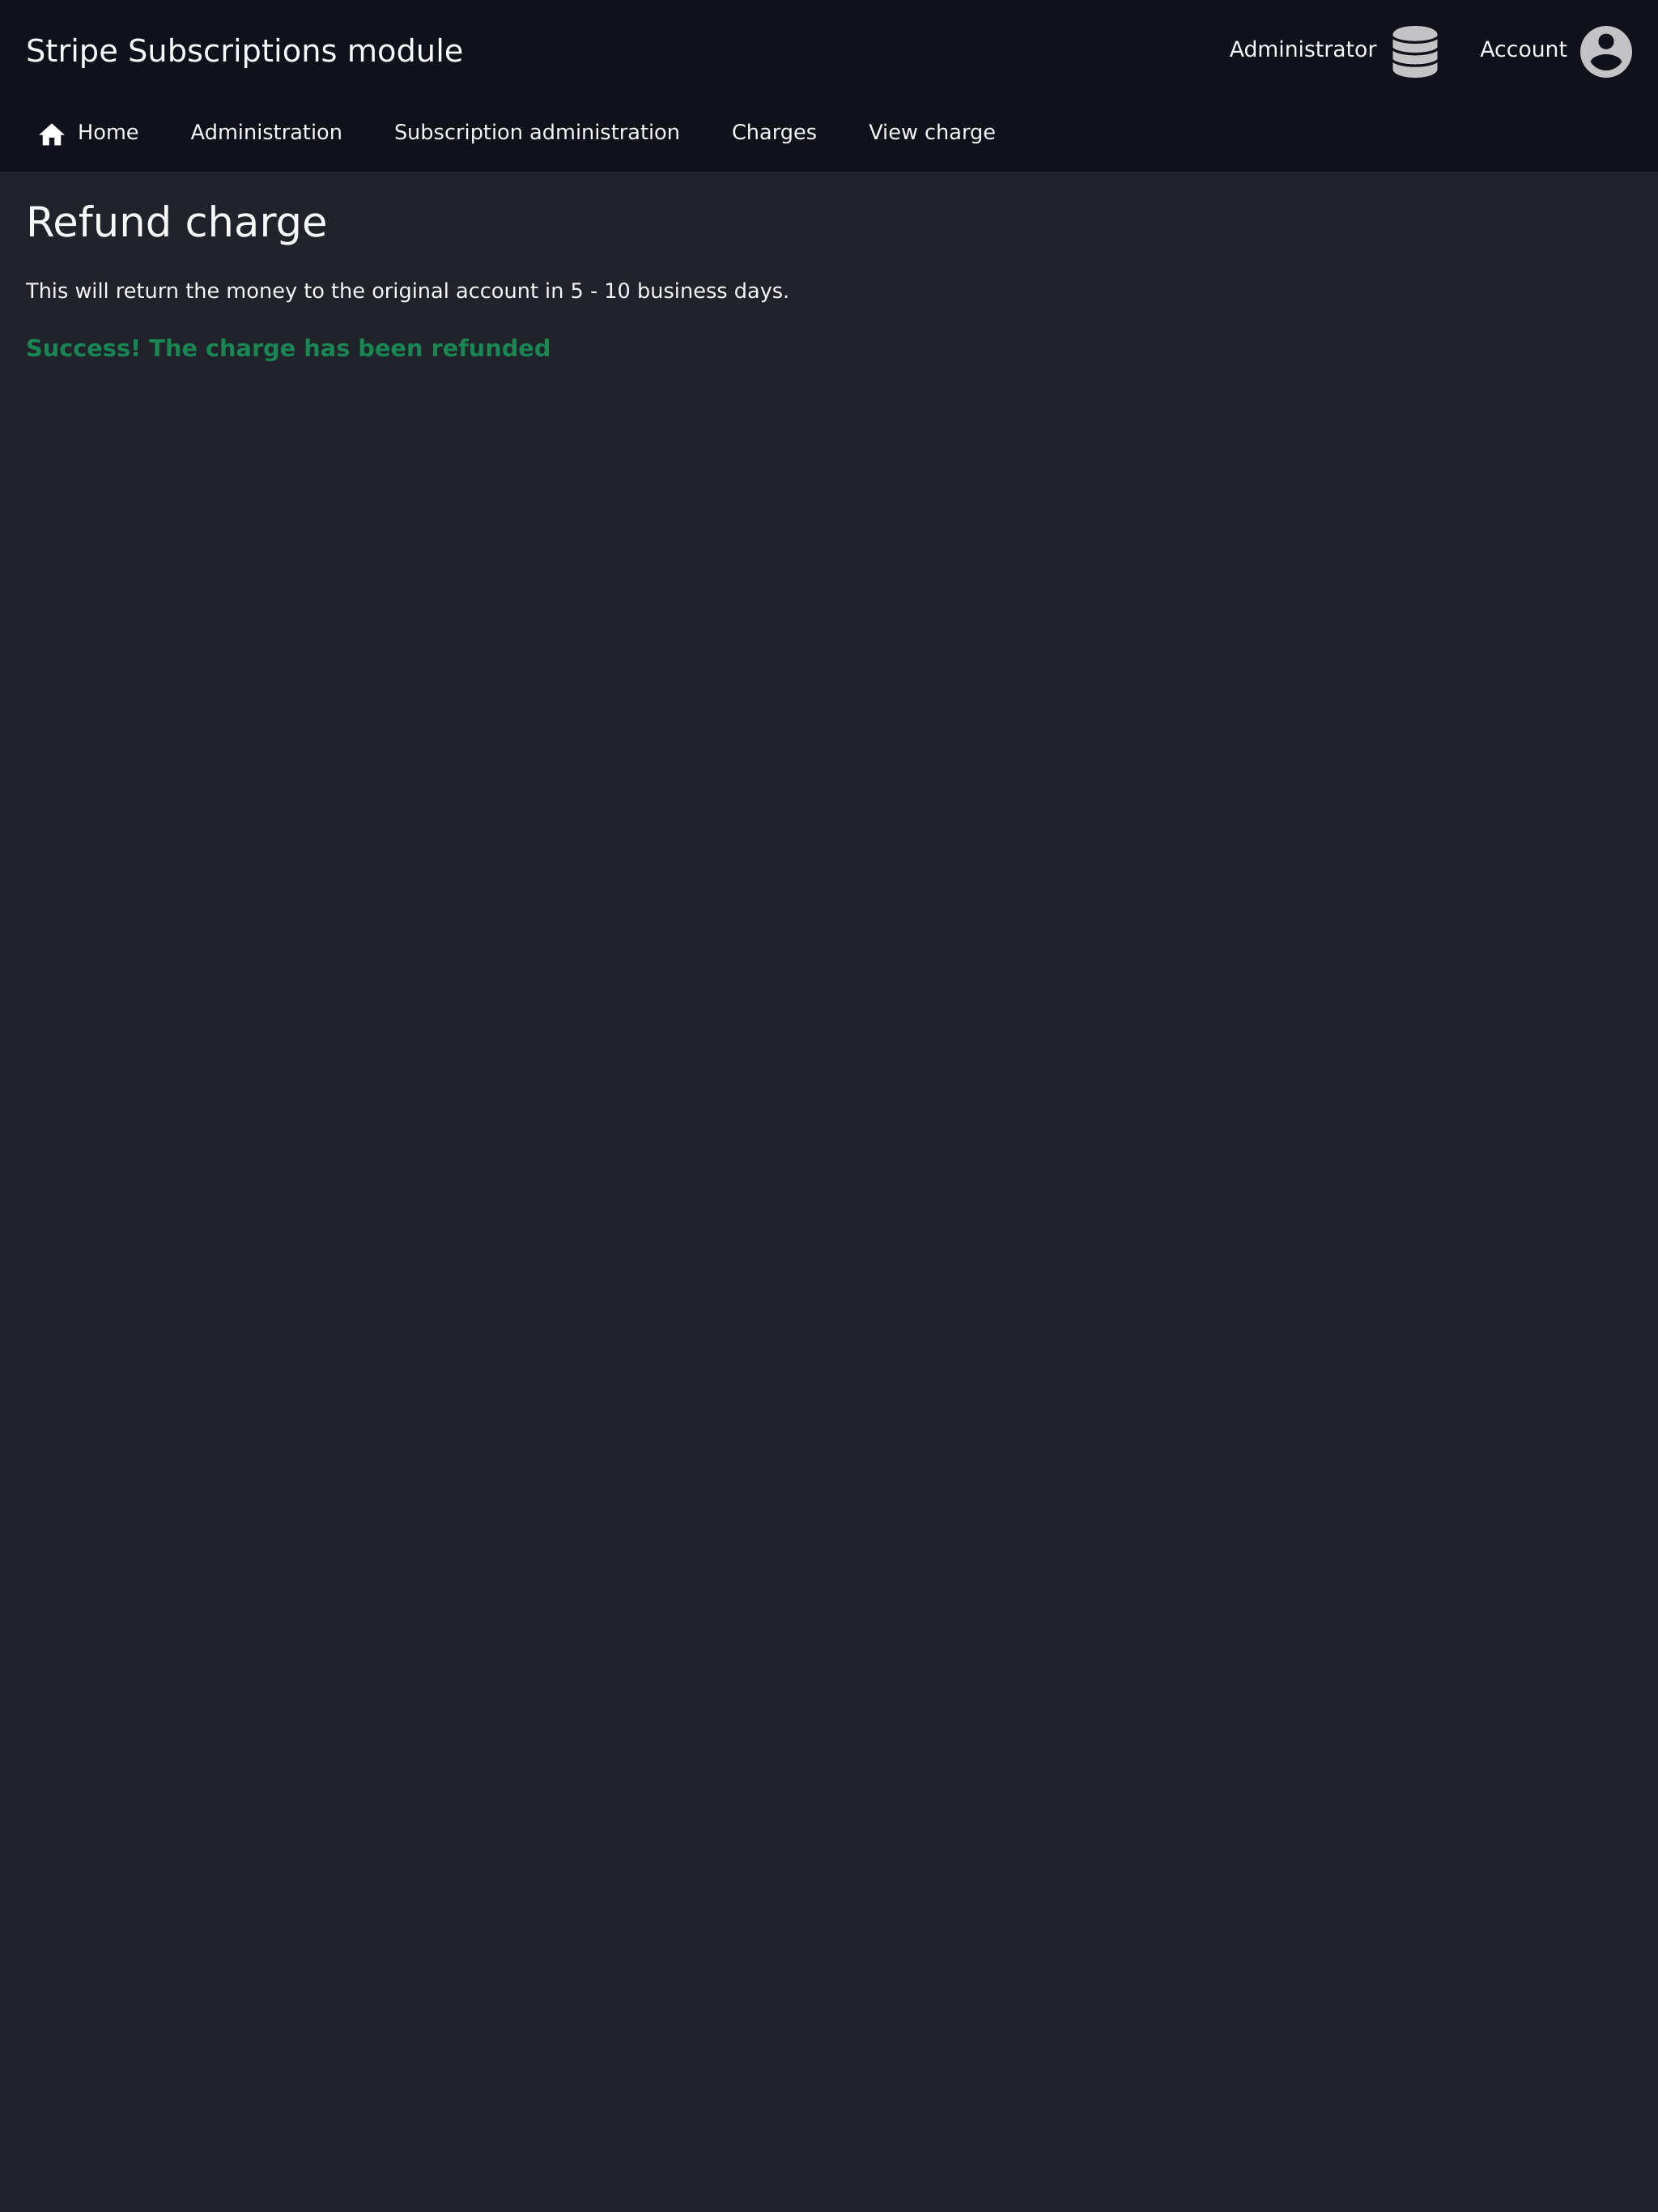 Stripe Subscriptions module
Administrator
Account
Home
Administration
Subscription administration
Charges
View charge
Refund charge
This will return the money to the original account in 5 - 10 business days.
Success! The charge has been refunded